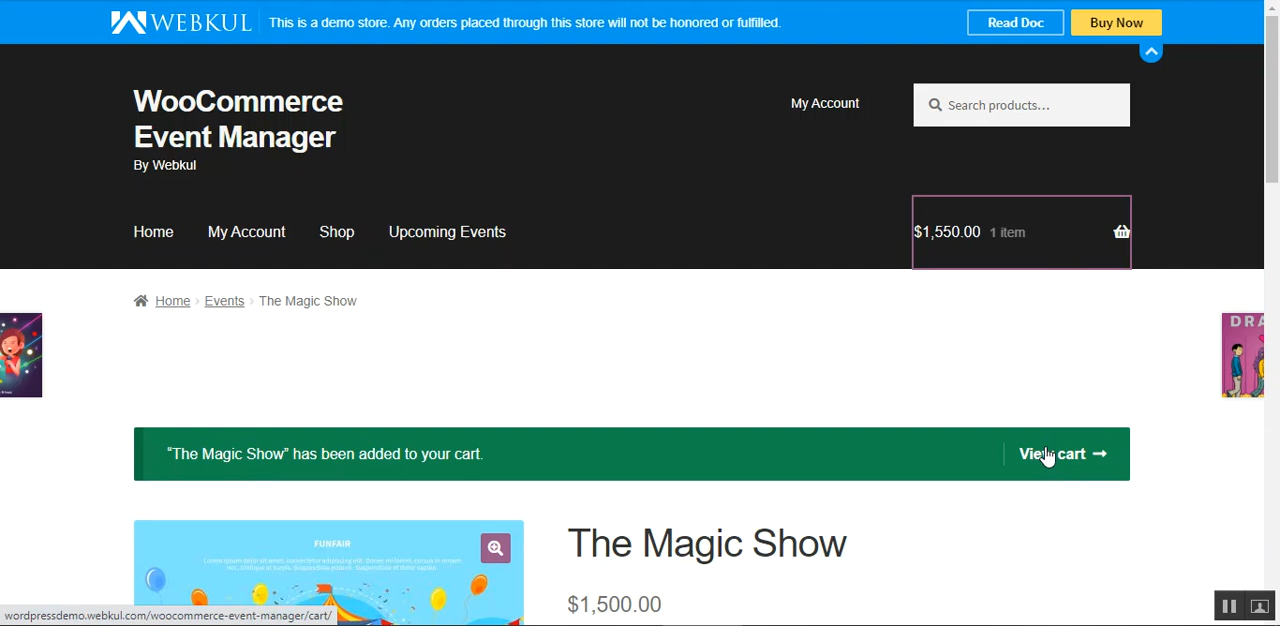 WEBKUL
This is a demo store. Any orders placed through this store will not be honored or fulfilled.
Read Doc
Buy Now
WooCommerce
Event Manager
By Webkul
My Account
Search products...
Home
My Account
Shop
Upcoming Events
$1,550.00 1 item
Home › Events › The Magic Show
DRA
“The Magic Show” has been added to your cart.
View cart →
FUNFAIR
The Magic Show
$1,500.00
wordpressdemo.webkul.com/woocommerce-event-manager/cart/